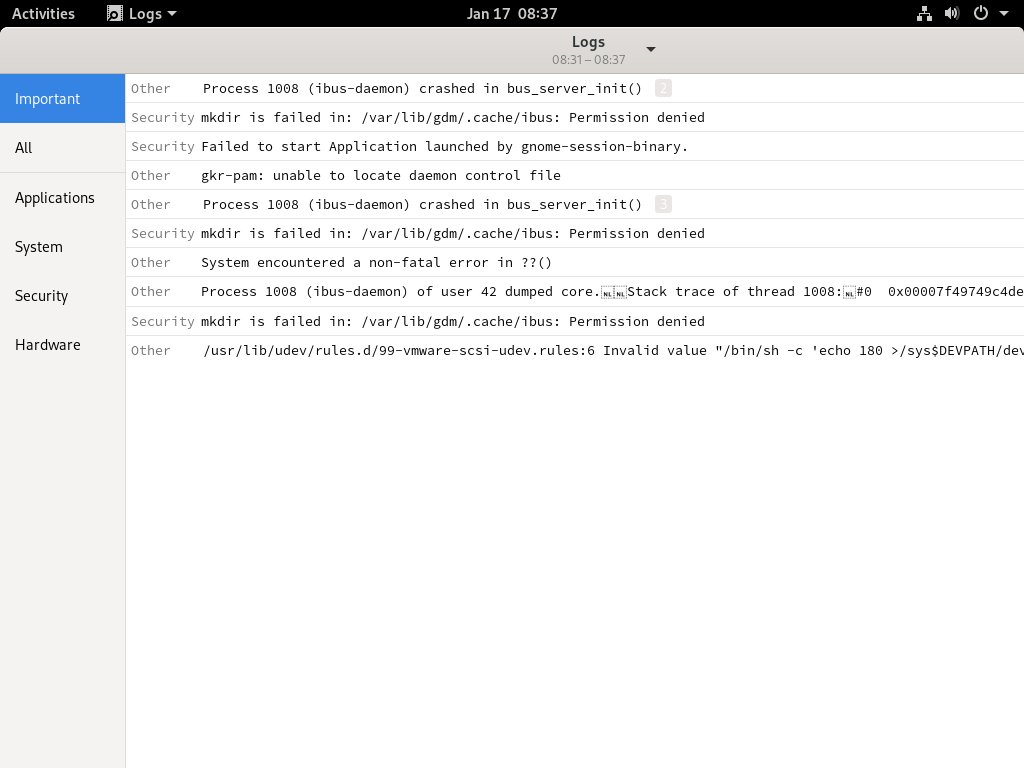 Activities Logs Jan 17 08:37
Logs
08:31 – 08:37
Important
All
Applications
System
Security
Hardware
Other Process 1008 (ibus-daemon) crashed in bus_server_init() 2
Security mkdir is failed in: /var/lib/gdm/.cache/ibus: Permission denied
Security Failed to start Application launched by gnome-session-binary.
Other gkr-pam: unable to locate daemon control file
Other Process 1008 (ibus-daemon) crashed in bus_server_init() 3
Security mkdir is failed in: /var/lib/gdm/.cache/ibus: Permission denied
Other System encountered a non-fatal error in ??()
Other Process 1008 (ibus-daemon) of user 42 dumped core.␤␤Stack trace of thread 1008:␤#0 0x00007f49749c4de
Security mkdir is failed in: /var/lib/gdm/.cache/ibus: Permission denied
Other /usr/lib/udev/rules.d/99-vmware-scsi-udev.rules:6 Invalid value "/bin/sh -c 'echo 180 >/sys$DEVPATH/dev